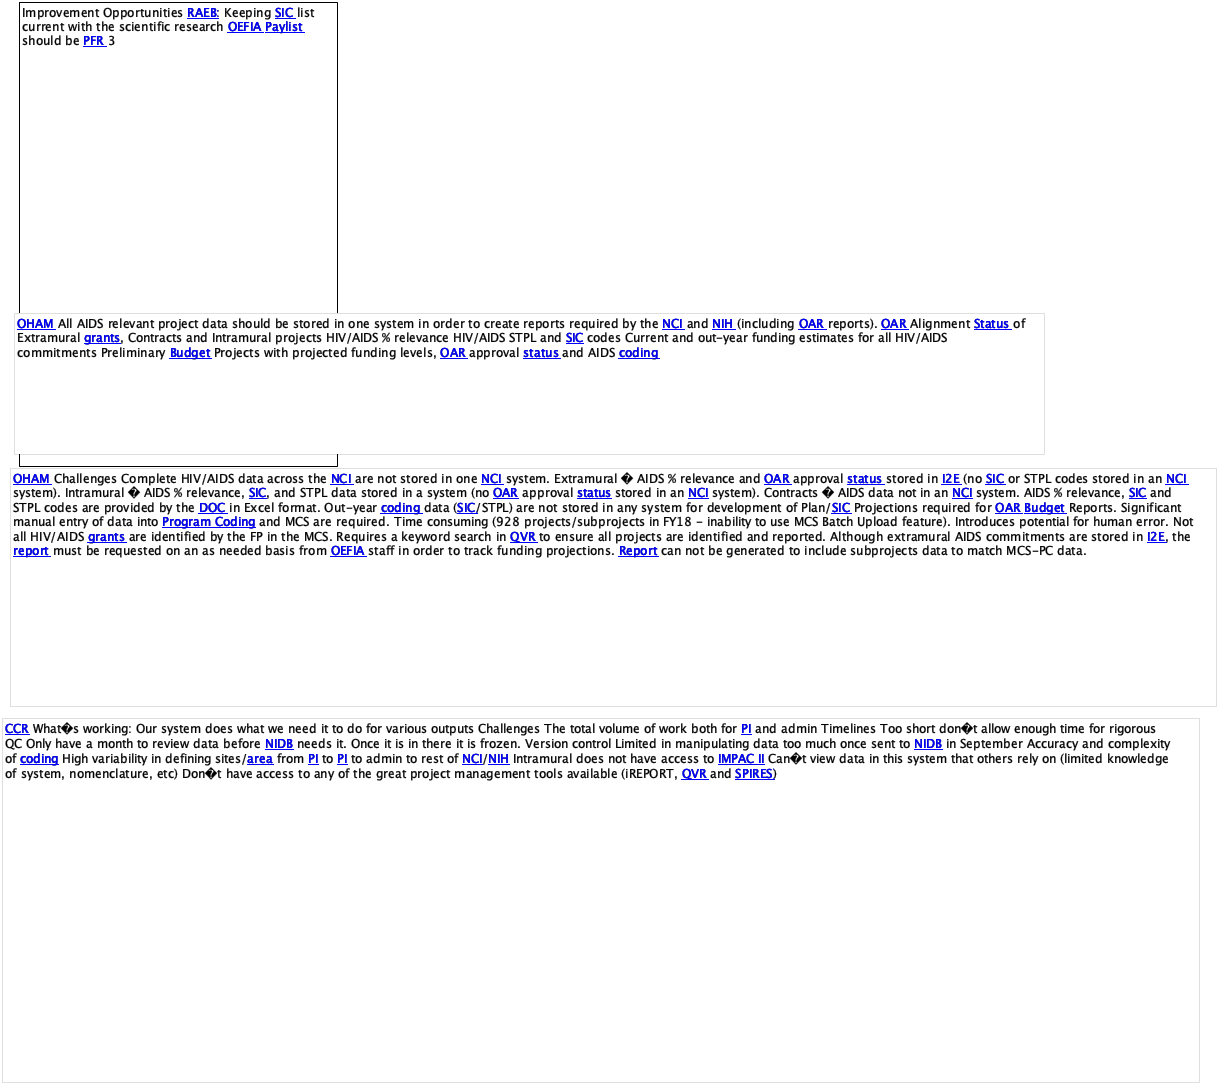 Improvement Opportunities RAEB: Keeping SIC list
current with the scientific research OEFIA Paylist
should be PFR 3
OHAM All AIDS relevant project data should be stored in one system in order to create reports required by the NCI and NIH (including OAR reports). OAR Alignment Status of
Extramural grants, Contracts and Intramural projects HIV/AIDS % relevance HIV/AIDS STPL and SIC codes Current and out-year funding estimates for all HIV/AIDS
commitments Preliminary Budget Projects with projected funding levels, OAR approval status and AIDS coding
OHAM Challenges Complete HIV/AIDS data across the NCI are not stored in one NCI system. Extramural � AIDS % relevance and OAR approval status stored in I2E (no SIC or STPL codes stored in an NCI
system). Intramural � AIDS % relevance, SIC, and STPL data stored in a system (no OAR approval status stored in an NCI system). Contracts � AIDS data not in an NCI system. AIDS % relevance, SIC and
STPL codes are provided by the DOC in Excel format. Out-year coding data (SIC/STPL) are not stored in any system for development of Plan/SIC Projections required for OAR Budget Reports. Significant
manual entry of data into Program Coding and MCS are required. Time consuming (928 projects/subprojects in FY18 - inability to use MCS Batch Upload feature). Introduces potential for human error. Not
all HIV/AIDS grants are identified by the FP in the MCS. Requires a keyword search in QVR to ensure all projects are identified and reported. Although extramural AIDS commitments are stored in I2E, the
report must be requested on an as needed basis from OEFIA staff in order to track funding projections. Report can not be generated to include subprojects data to match MCS-PC data.
CCR What�s working: Our system does what we need it to do for various outputs Challenges The total volume of work both for PI and admin Timelines Too short don�t allow enough time for rigorous
QC Only have a month to review data before NIDB needs it. Once it is in there it is frozen. Version control Limited in manipulating data too much once sent to NIDB in September Accuracy and complexity
of coding High variability in defining sites/area from PI to PI to admin to rest of NCI/NIH Intramural does not have access to IMPAC II Can�t view data in this system that others rely on (limited knowledge
of system, nomenclature, etc) Don�t have access to any of the great project management tools available (iREPORT, QVR and SPIRES)